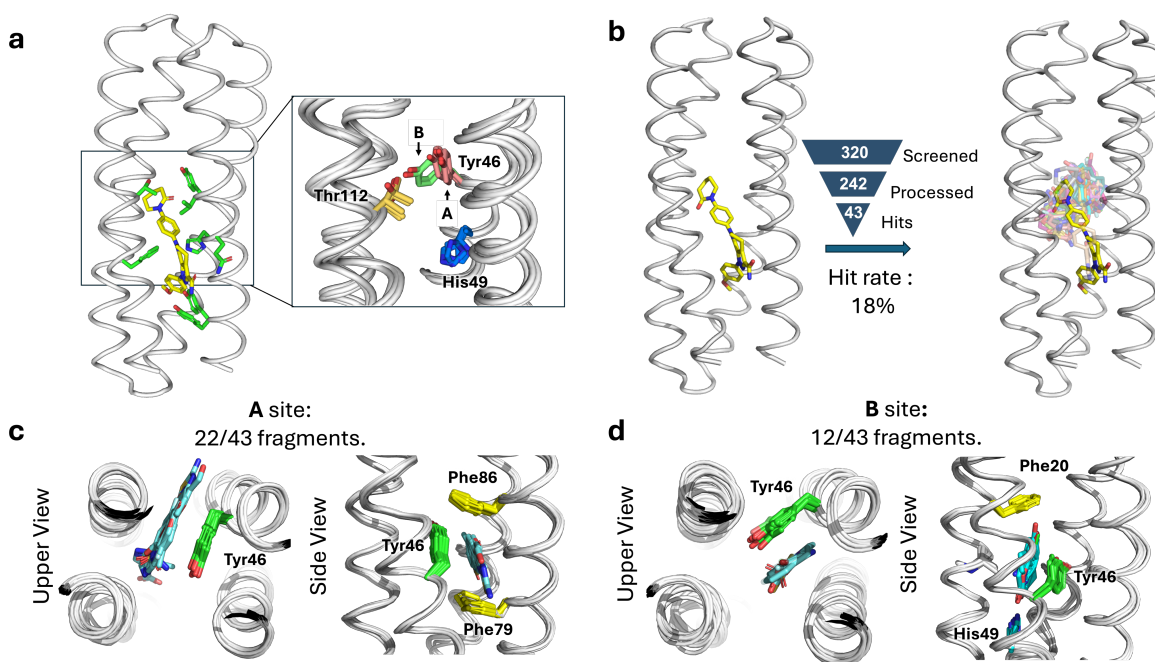 a
B
Tyr46
Thr112
A
His49
b
320
Screened
242
Processed
43
Hits
Hit rate :
18%
c
A site:
22/43 fragments.
Upper View
Tyr46
Side View
Phe86
Tyr46
Phe79
d
B site:
12/43 fragments.
Upper View
Tyr46
Side View
Phe20
Tyr46
His49